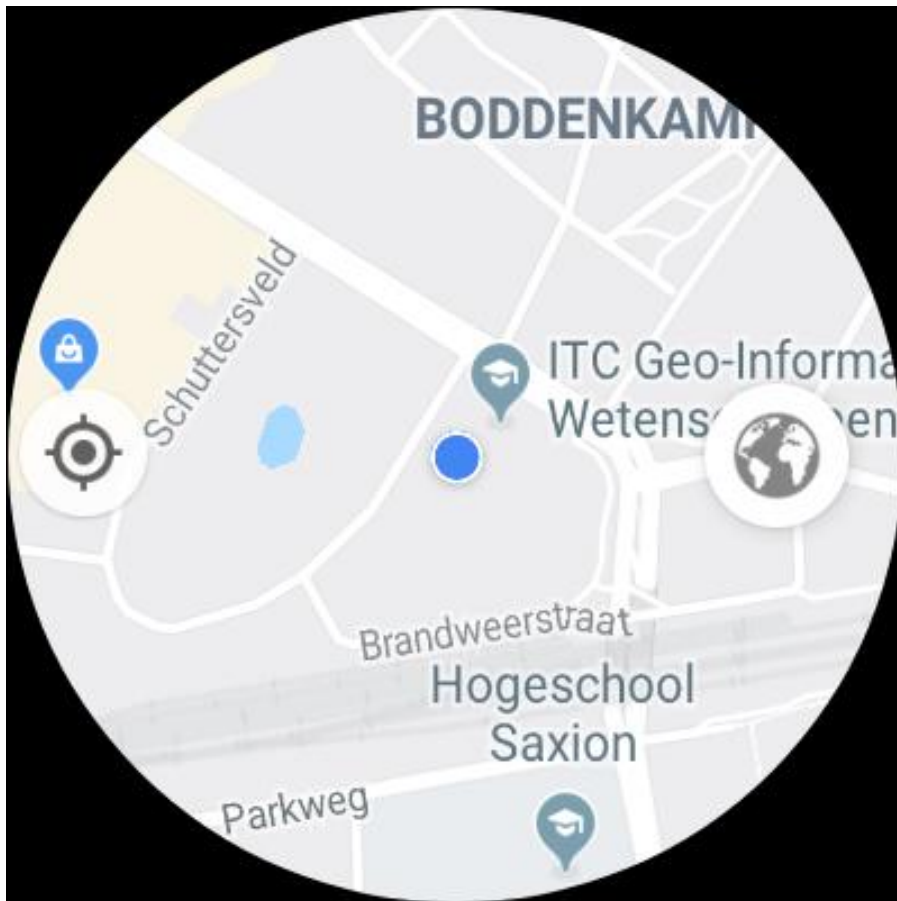 BODDENKAM
Schuttersveld
ITC Geo-Informa
Wetens
en
Brandweerstraat
Hogeschool
Saxion
Parkweg